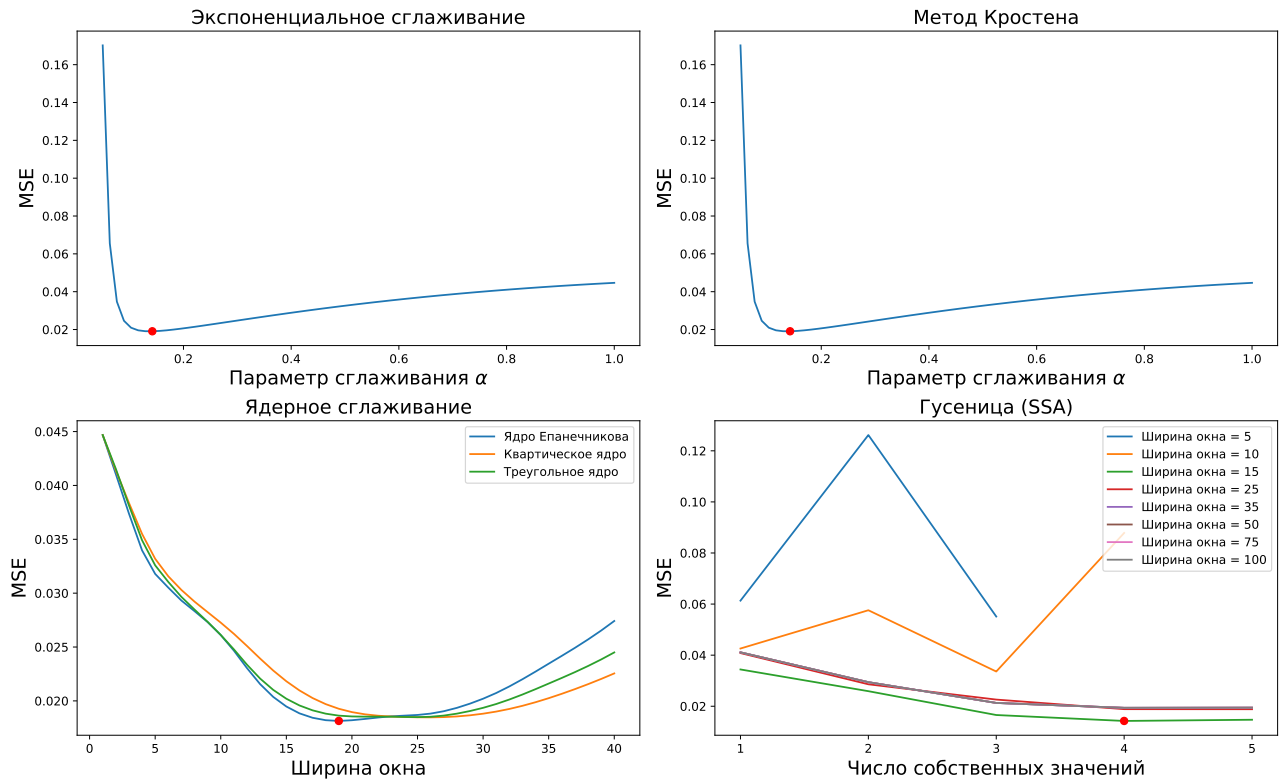 Экспоненциальное сглаживание
MSE
0.16
0.14
0.12
0.10
0.08
0.06
0.04
0.02
0.2 0.4 0.6 0.8 1.0
Параметр сглаживания α
Метод Кростена
MSE
0.16
0.14
0.12
0.10
0.08
0.06
0.04
0.02
0.2 0.4 0.6 0.8 1.0
Параметр сглаживания α
Ядерное сглаживание
MSE
0.045
0.040
0.035
0.030
0.025
0.020
Ядро Епанечникова
Квартическое ядро
Треугольное ядро
0 5 10 15 20 25 30 35 40
Ширина окна
Гусеница (SSA)
MSE
0.12
0.10
0.08
0.06
0.04
0.02
Ширина окна = 5
Ширина окна = 10
Ширина окна = 15
Ширина окна = 25
Ширина окна = 35
Ширина окна = 50
Ширина окна = 75
Ширина окна = 100
1 2 3 4 5
Число собственных значений